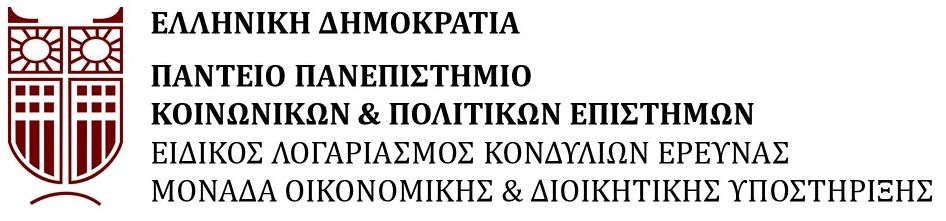 ΕΛΛΗΝΙΚΗ ΔΗΜΟΚΡΑΤΙΑ
ΠΑΝΤΕΙΟ ΠΑΝΕΠΙΣΤΗΜΙΟ
ΚΟΙΝΩΝΙΚΩΝ & ΠΟΛΙΤΙΚΩΝ ΕΠΙΣΤΗΜΩΝ
ΕΙΔΙΚΟΣ ΛΟΓΑΡΙΑΣΜΟΣ ΚΟΝΔΥΛΙΩΝ ΕΡΕΥΝΑΣ
ΜΟΝΑΔΑ ΟΙΚΟΝΟΜΙΚΗΣ & ΔΙΟΙΚΗΤΙΚΗΣ ΥΠΟΣΤΗΡΙΞΗΣ